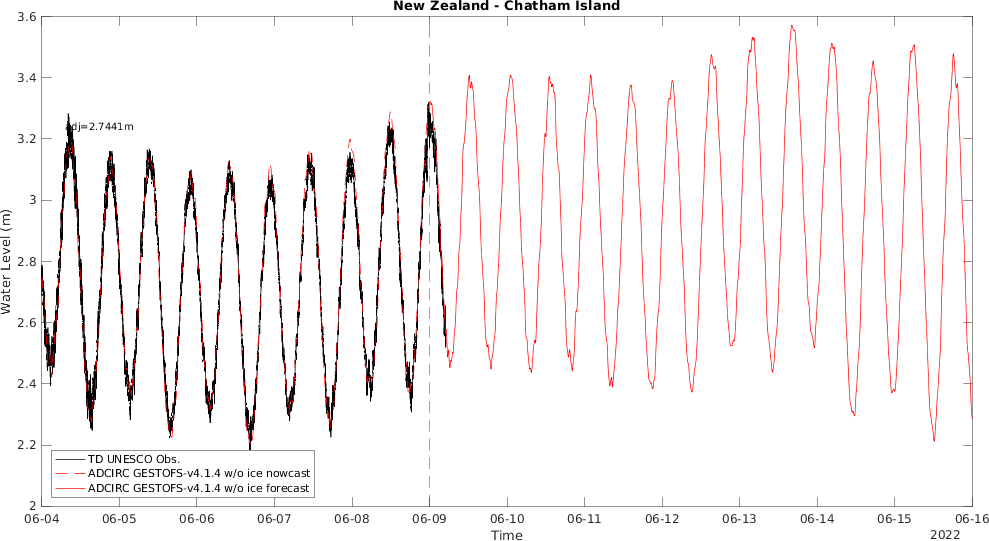 New Zealand - Chatham Island
3.6
3.4
3.2
3
2.8
2.6
2.4
2.2
2
Water Level (m)
dj=2.7441m
TD UNESCO Obs.
ADCIRC GESTOFS-v4.1.4 w/o ice nowcast
ADCIRC GESTOFS-v4.1.4 w/o ice forecast
06-04 06-05 06-06 06-07 06-08 06-09 06-10 06-11 06-12 06-13 06-14 06-15 06-16
Time
2022